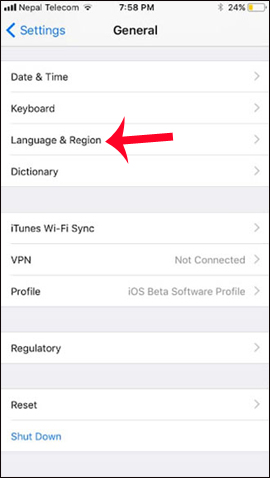 Nepal Telecom 7:58 PM 24%
Settings General
Date & Time
Keyboard
Language & Region
Dictionary
iTunes Wi-Fi Sync
VPN Not Connected
Profile iOS Beta Software Profile
Regulatory
Reset
Shut Down